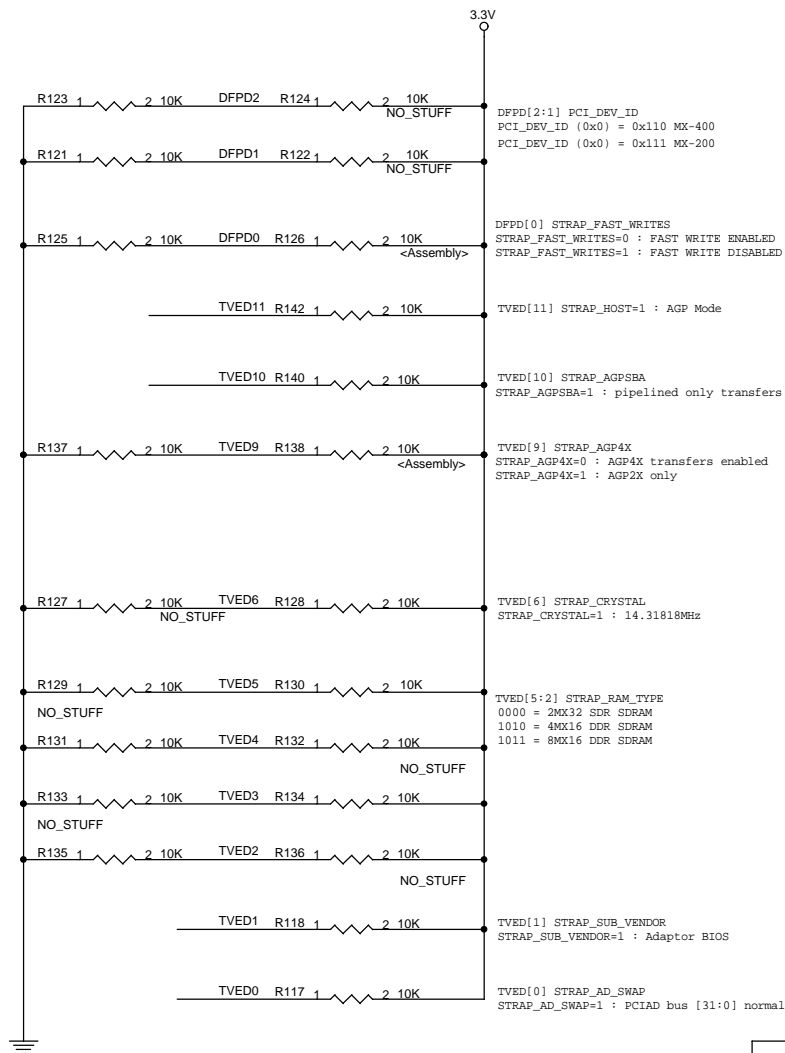 3.3V
R123 1 2 10K DFPD2 R124 1 2 10K
NO_STUFF
DFPD[2:1] PCI_DEV_ID
PCI_DEV_ID (0x0) = 0x110 MX-400
PCI_DEV_ID (0x0) = 0x111 MX-200
R121 1 2 10K DFPD1 R122 1 2 10K
NO_STUFF
DFPD[0] STRAP_FAST_WRITES
R125 1 2 10K DFPD0 R126 1 2 10K
STRAP_FAST_WRITES=0 : FAST WRITE ENABLED
<Assembly>
STRAP_FAST_WRITES=1 : FAST WRITE DISABLED
TVED11 R142 1 2 10K
TVED[11] STRAP_HOST=1 : AGP Mode
TVED10 R140 1 2 10K
TVED[10] STRAP_AGPSBA
STRAP_AGPSBA=1 : pipelined only transfers
R137 1 2 10K TVED9 R138 1 2 10K
<Assembly>
TVED[9] STRAP_AGP4X
STRAP_AGP4X=0 : AGP4X transfers enabled
STRAP_AGP4X=1 : AGP2X only
R127 1 2 10K TVED6 R128 1 2 10K
NO_STUFF
TVED[6] STRAP_CRYSTAL
STRAP_CRYSTAL=1 : 14.31818MHz
R129 1 2 10K TVED5 R130 1 2 10K
NO_STUFF
TVED[5:2] STRAP_RAM_TYPE
0000 = 2MX32 SDR SDRAM
1010 = 4MX16 DDR SDRAM
1011 = 8MX16 DDR SDRAM
R131 1 2 10K TVED4 R132 1 2 10K
NO_STUFF
R133 1 2 10K TVED3 R134 1 2 10K
NO_STUFF
R135 1 2 10K TVED2 R136 1 2 10K
NO_STUFF
TVED1 R118 1 2 10K
TVED[1] STRAP_SUB_VENDOR
STRAP_SUB_VENDOR=1 : Adaptor BIOS
TVED0 R117 1 2 10K
TVED[0] STRAP_AD_SWAP
STRAP_AD_SWAP=1 : PCIAD bus [31:0] normal